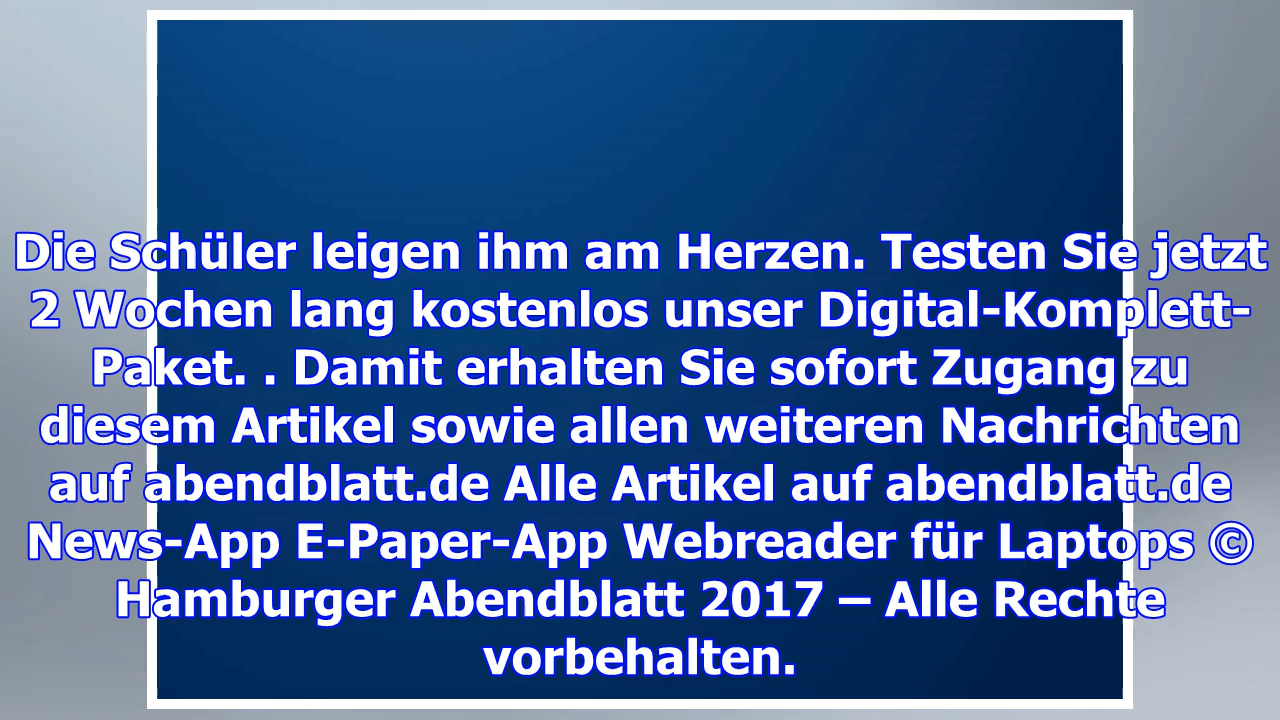 Die Schüler leigen ihm am Herzen. Testen Sie jetzt
2 Wochen lang kostenlos unser Digital-Komplett-
Paket. . Damit erhalten Sie sofort Zugang zu
diesem Artikel sowie allen weiteren Nachrichten
auf abendblatt.de Alle Artikel auf abendblatt.de
News-App E-Paper-App Webreader für Laptops ©
Hamburger Abendblatt 2017 – Alle Rechte
vorbehalten.